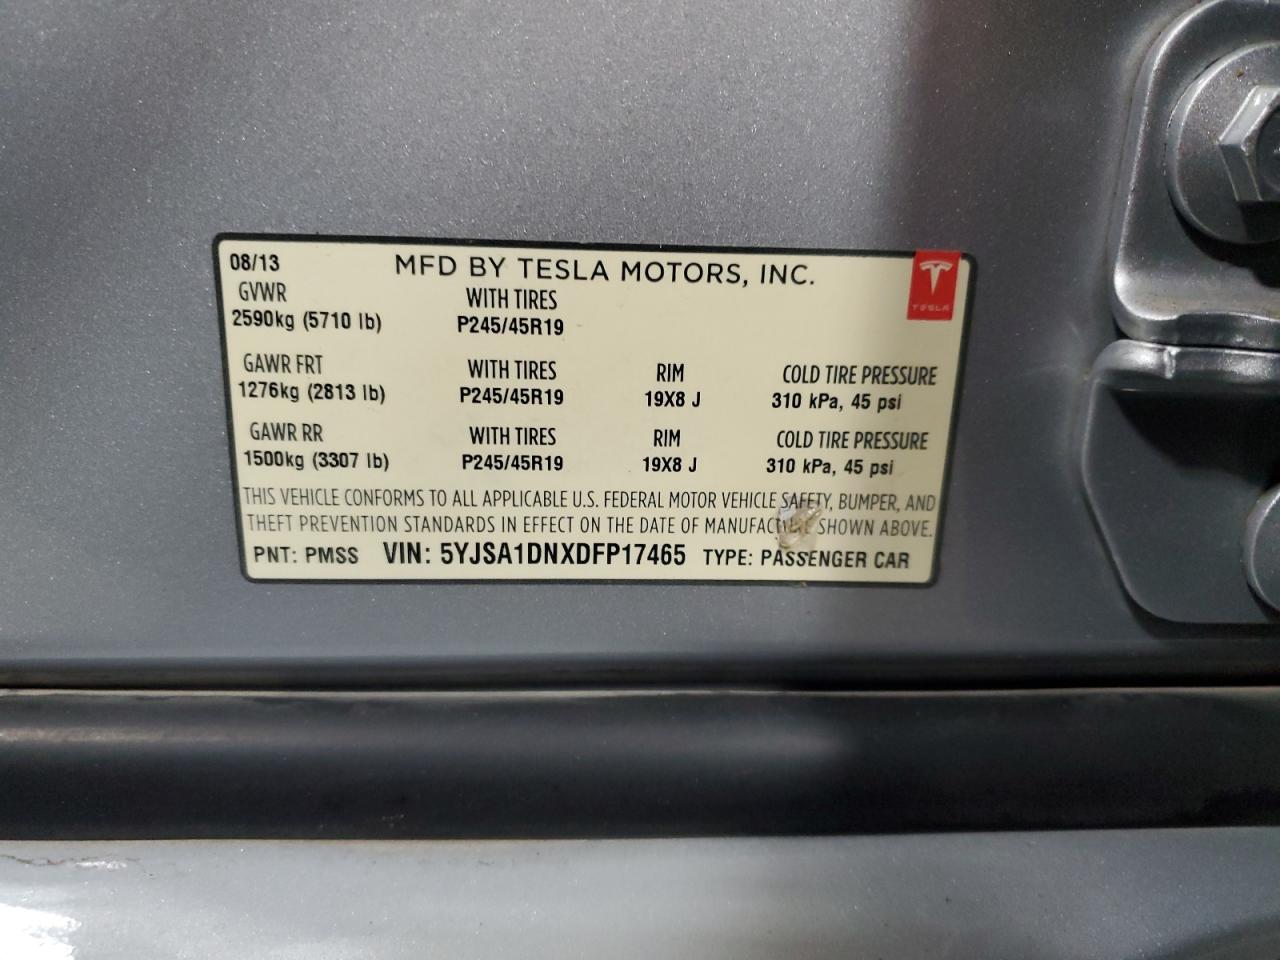 08/13 MFD BY TESLA MOTORS, INC.
TESLA
GVWR WITH TIRES
2590kg (5710 lb) P245/45R19
GAWR FRT WITH TIRES RIM COLD TIRE PRESSURE
1276kg (2813 lb) P245/45R19 19X8 J 310 kPa, 45 psi
GAWR RR WITH TIRES RIM COLD TIRE PRESSURE
1500kg (3307 lb) P245/45R19 19X8 J 310 kPa, 45 psi
THIS VEHICLE CONFORMS TO ALL APPLICABLE U.S. FEDERAL MOTOR VEHICLE SAFETY, BUMPER, AND
THEFT PREVENTION STANDARDS IN EFFECT ON THE DATE OF MANUFACTURE SHOWN ABOVE.
PNT: PMSS VIN: 5YJSA1DNXDFP17465 TYPE: PASSENGER CAR